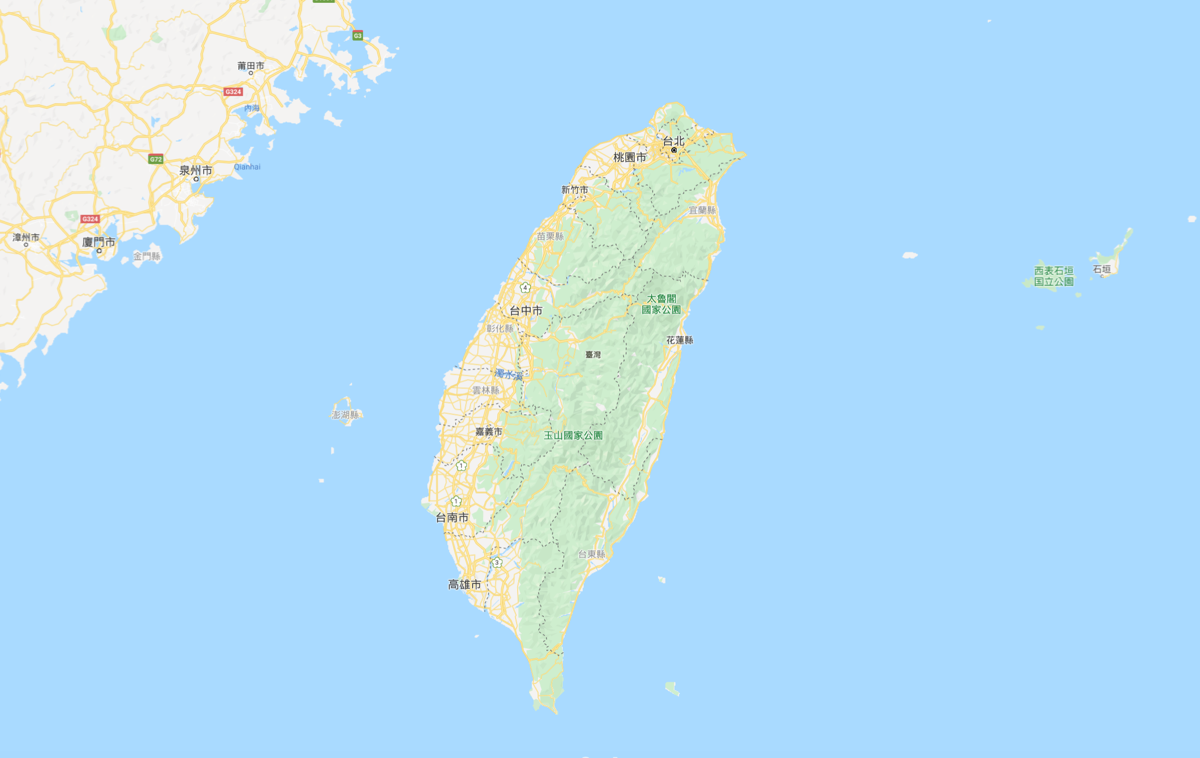 G3
莆田市
G324
內海
台北
桃園市
G72
泉州市
Qianhai
新竹市
宜蘭縣
3
G324
漳州市
廈門市
金門縣
苗栗縣
西表石垣
国立公園
石垣
4
台中市
大魯閣
國家公園
彰化縣
花蓮縣
臺灣
濁水溪
雲林縣
澎湖縣
嘉義市
玉山國家公園
1
1
台南市
台東縣
3
高雄市